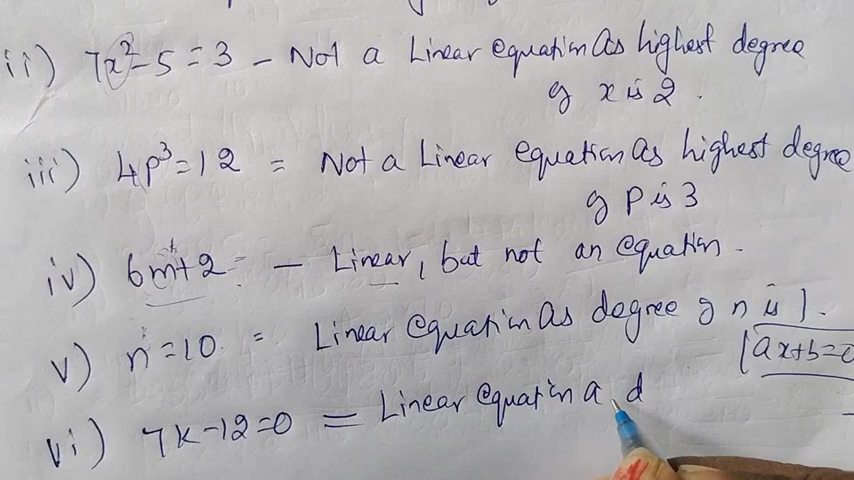 ii) 7x²-5=3 - Not a Linear equation As highest degree
of x is 2.
iii) 4p³=12 = Not a Linear equation As highest degree
of p is 3
iv) 6m+2 - Linear, but not an equation.
v) n=10 = Linear equation As degree of n is 1.
[ax+b=0
vi) 7k-12=0 = Linear equation a d